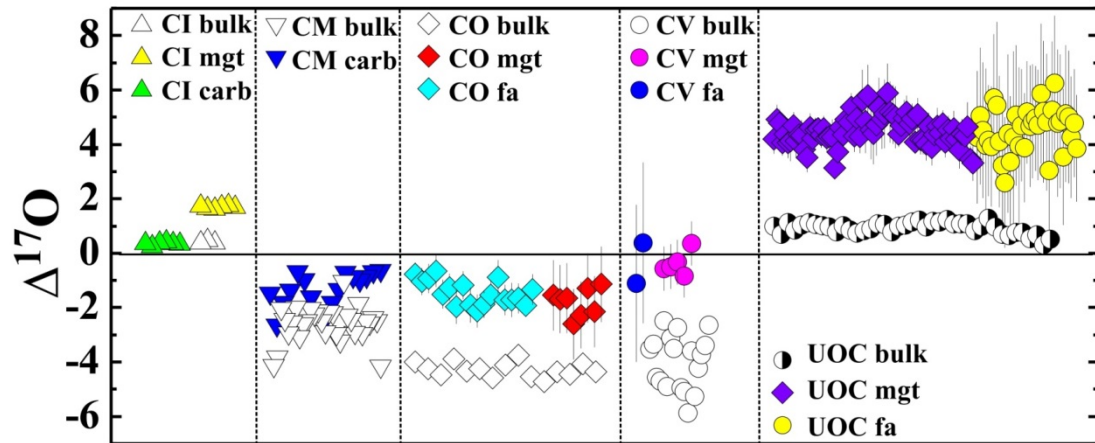 Δ17O
8
6
4
2
0
-2
-4
-6
CI bulk
CI mgt
CI carb
CM bulk
CM carb
CO bulk
CO mgt
CO fa
CV bulk
CV mgt
CV fa
UOC bulk
UOC mgt
UOC fa